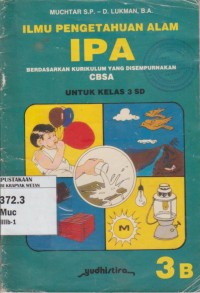 MUCHTAR S.P. – D. LUKMAN, B.A.
ILMU PENGETAHUAN ALAM
IPA
BERDASARKAN KURIKULUM YANG DISEMPURNAKAN
CBSA
UNTUK KELAS 3 SD
PUSTAKAAN
372.3
Muc
M
yudhistira
3 B